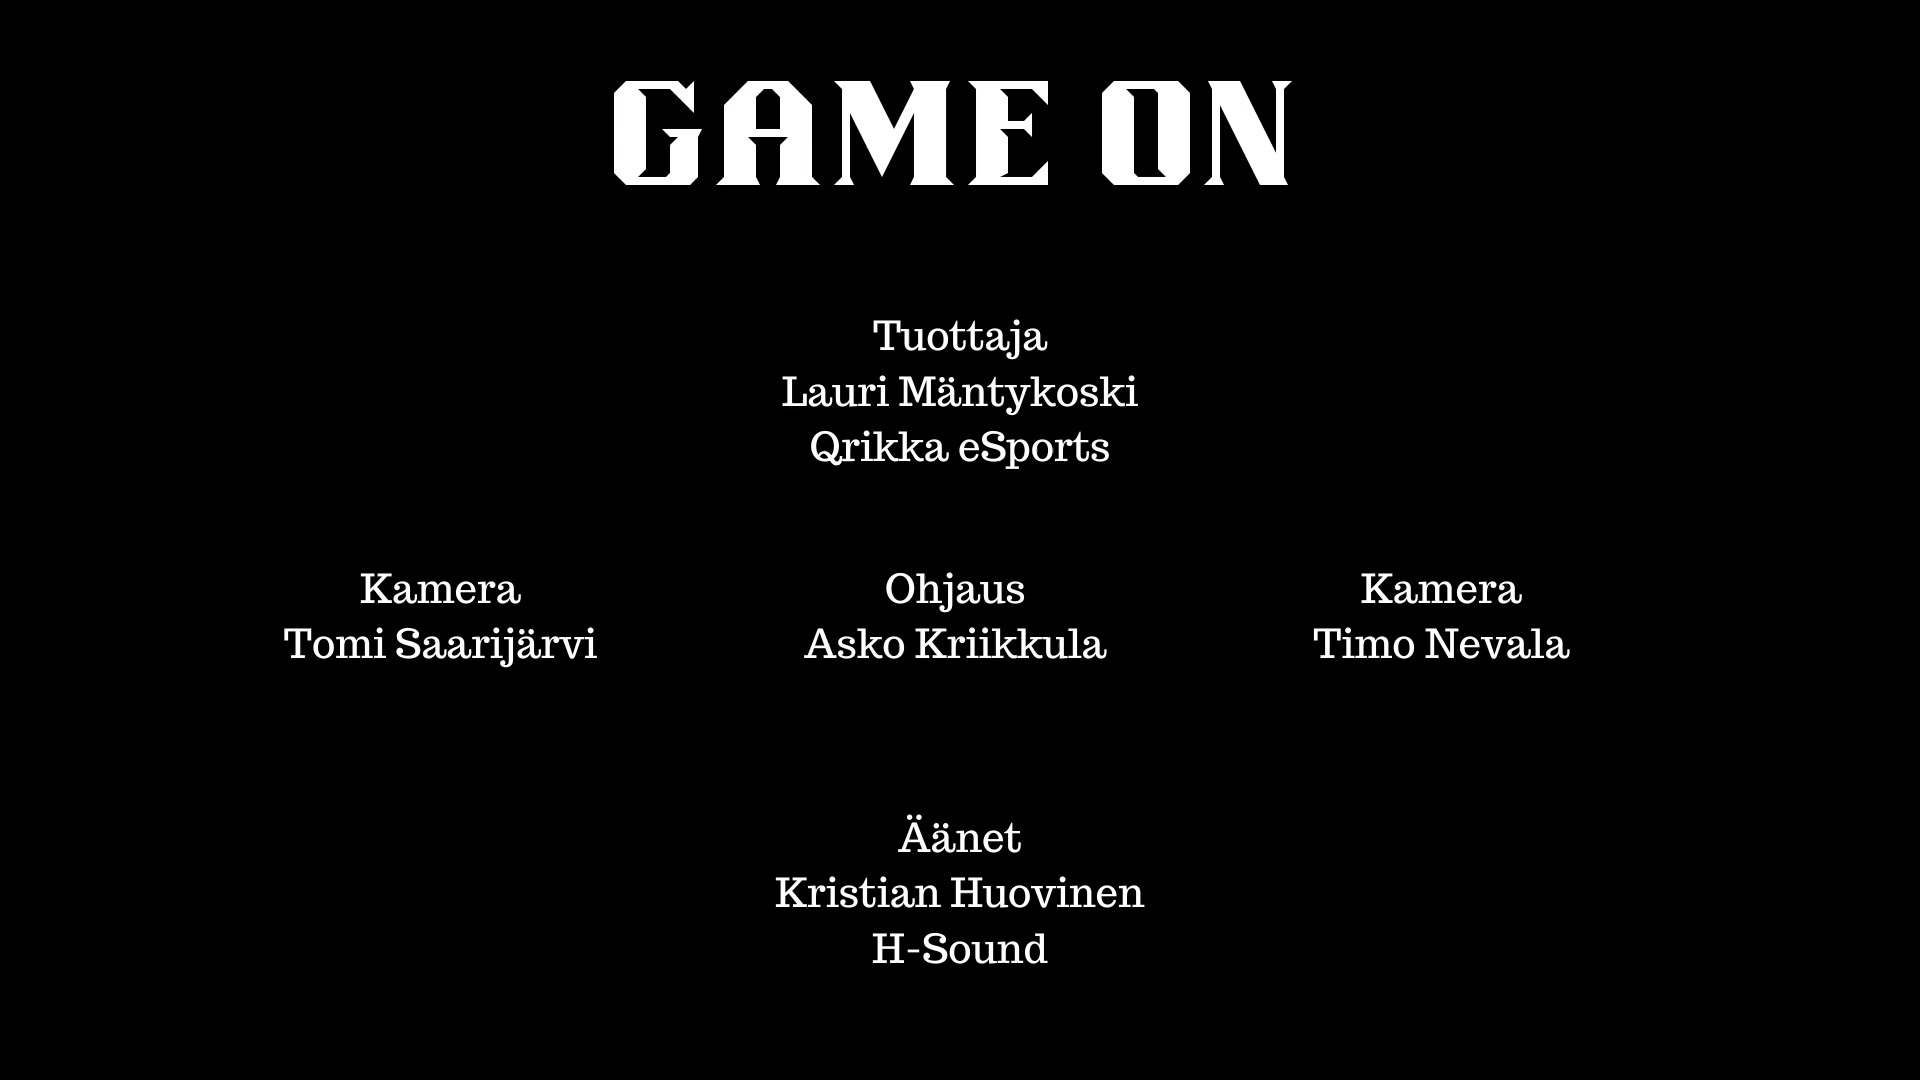 GAME ON
Tuottaja
Lauri Mäntykoski
Qrikka eSports
Kamera
Tomi Saarijärvi
Ohjaus
Asko Kriikkula
Kamera
Timo Nevala
Äänet
Kristian Huovinen
H-Sound